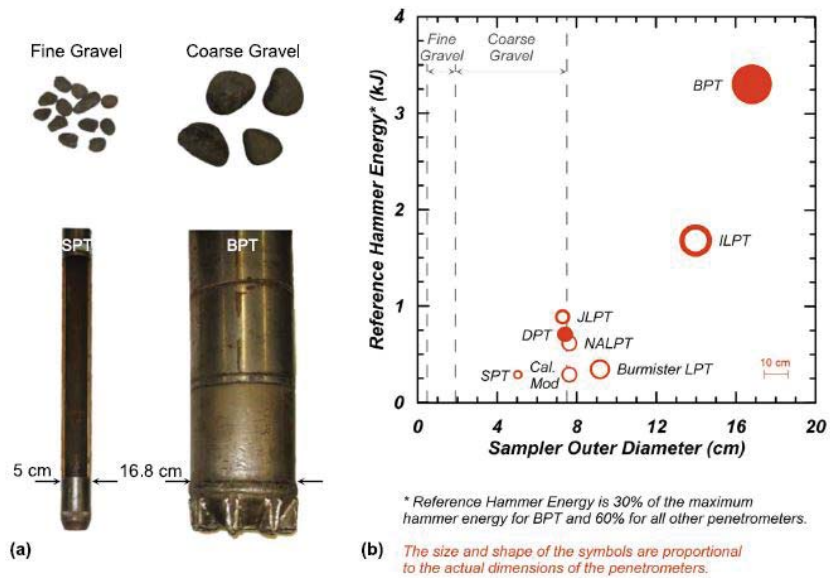 Fine Gravel
Coarse Gravel
SPT
BPT
5 cm
16.8 cm
(a)
4
3
2
1
0
Reference Hammer Energy* (kJ)
Fine
Gravel
Coarse
Gravel
BPT
ILPT
JLPT
DPT
NALPT
SPT
Cal.
Mod
Burmister LPT
10 cm
0
4
8
12
16
20
Sampler Outer Diameter (cm)
* Reference Hammer Energy is 30% of the maximum
hammer energy for BPT and 60% for all other penetrometers.
(b)
The size and shape of the symbols are proportional
to the actual dimensions of the penetrometers.